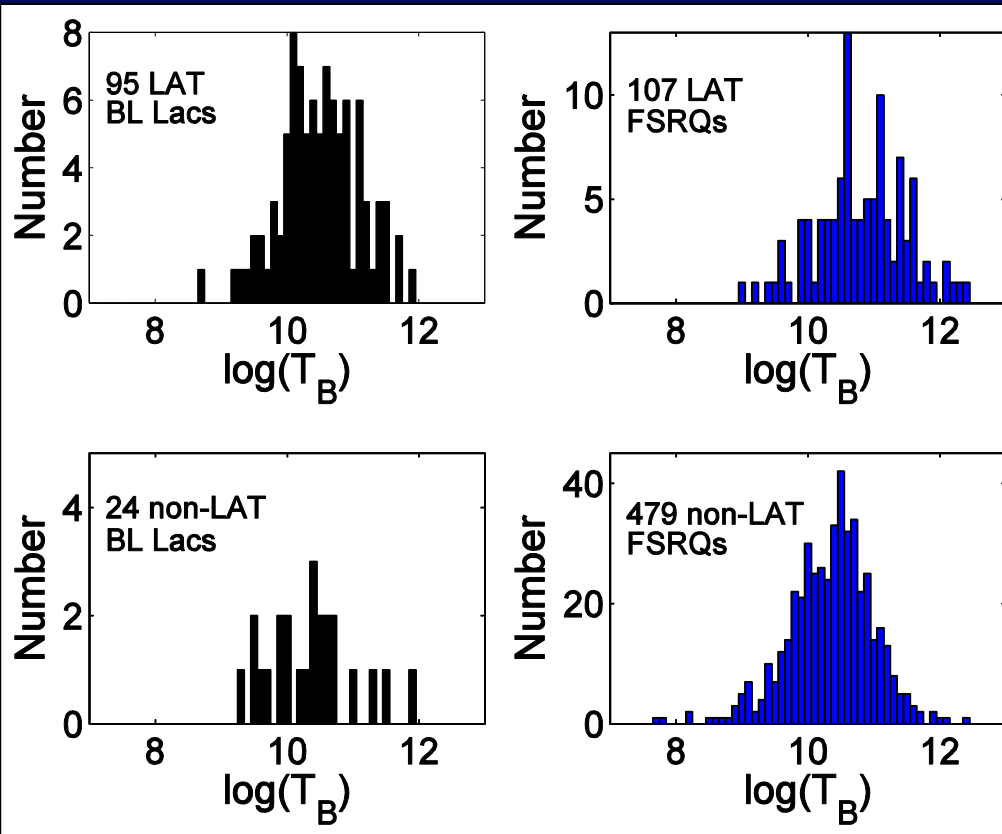 95 LAT
BL Lacs
Number
8
6
4
2
0
8 10 12
log(T_B)
107 LAT
FSRQs
Number
10
5
0
8 10 12
log(T_B)
24 non-LAT
BL Lacs
Number
4
2
0
8 10 12
log(T_B)
479 non-LAT
FSRQs
Number
40
20
0
8 10 12
log(T_B)